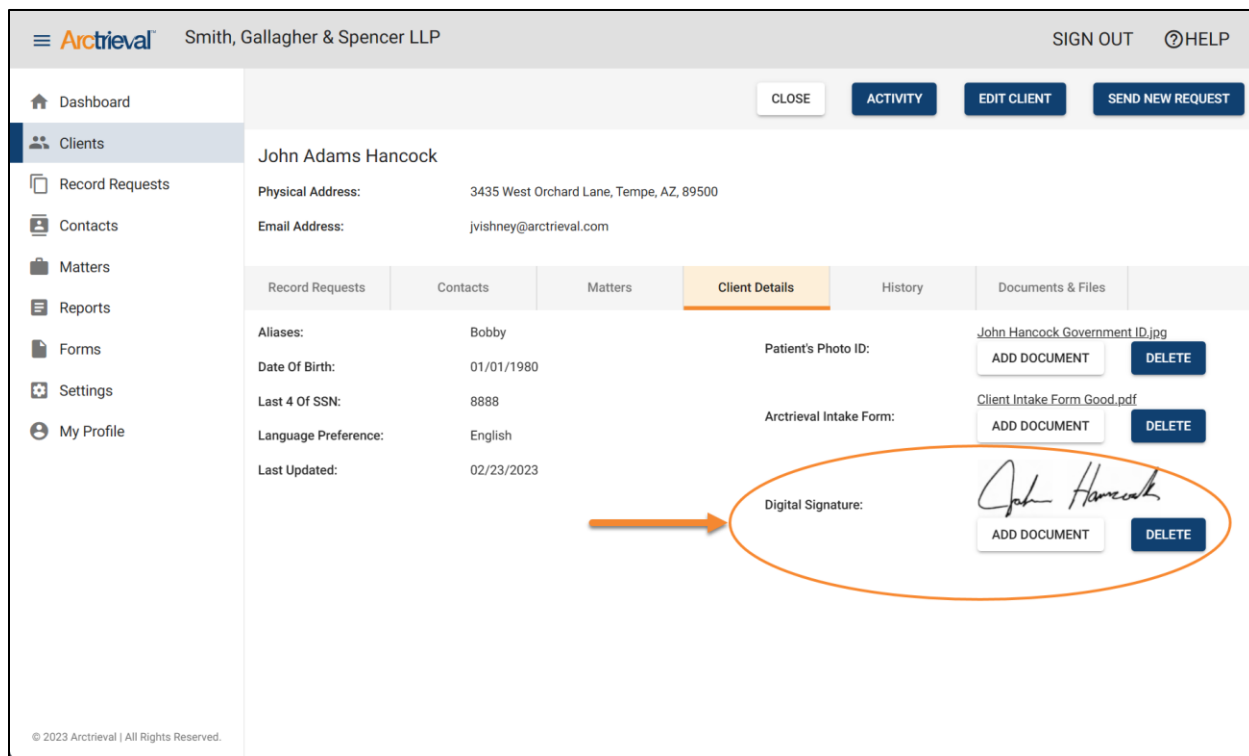 Arctrieval Smith, Gallagher & Spencer LLP SIGN OUT HELP
Dashboard
Clients
Record Requests
Contacts
Matters
Reports
Forms
Settings
My Profile
© 2023 Arctrieval | All Rights Reserved.
CLOSE ACTIVITY EDIT CLIENT SEND NEW REQUEST
John Adams Hancock
Physical Address: 3435 West Orchard Lane, Tempe, AZ, 89500
Email Address: jvishney@arctrieval.com
Record Requests Contacts Matters Client Details History Documents & Files
Aliases: Bobby
Date Of Birth: 01/01/1980
Last 4 Of SSN: 8888
Language Preference: English
Last Updated: 02/23/2023
John Hancock Government ID.jpg
Patient's Photo ID:
ADD DOCUMENT DELETE
Client Intake Form Good.pdf
Arctrieval Intake Form:
ADD DOCUMENT DELETE
John Hancock
Digital Signature:
ADD DOCUMENT DELETE